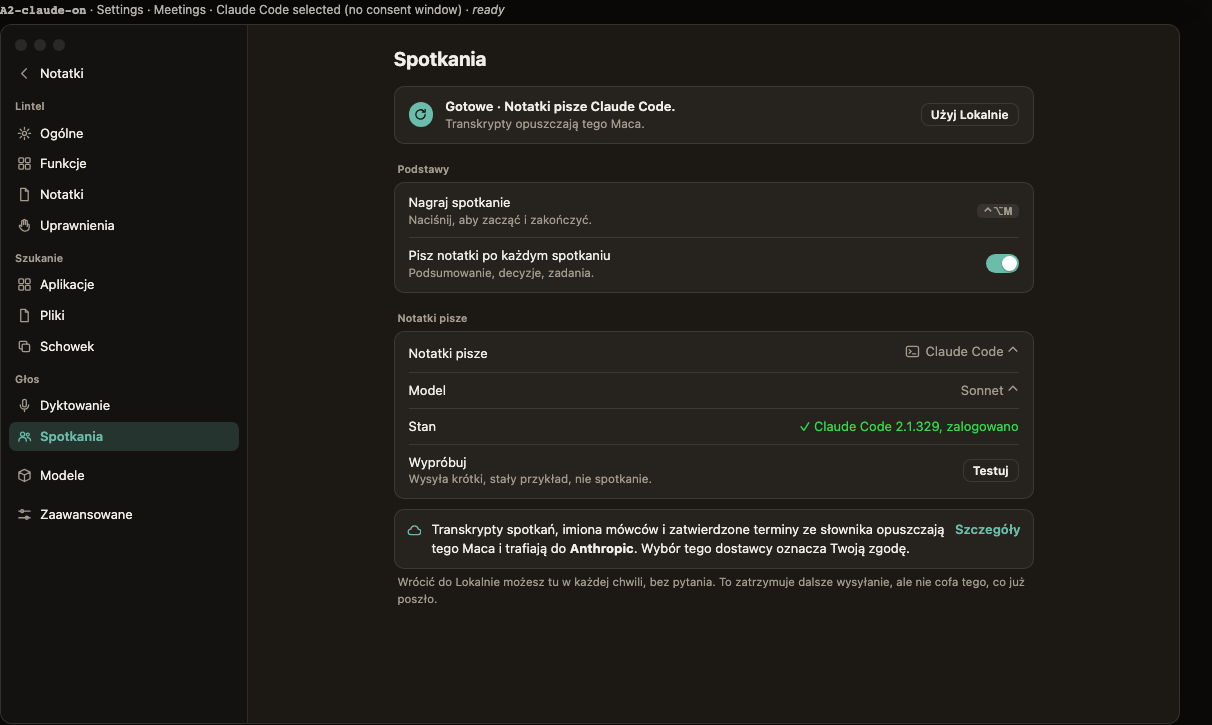 A2-claude-on · Settings · Meetings · Claude Code selected (no consent window) · ready
Notatki
Lintel
Ogólne
Funkcje
Notatki
Uprawnienia
Szukanie
Aplikacje
Pliki
Schowek
Głos
Dyktowanie
Spotkania
Modele
Zaawansowane
Spotkania
Gotowe · Notatki pisze Claude Code.
Transkrypty opuszczają tego Maca.
Użyj Lokalnie
Podstawy
Nagraj spotkanie
Naciśnij, aby zacząć i zakończyć.
⌃⌥M
Pisz notatki po każdym spotkaniu
Podsumowanie, decyzje, zadania.
Notatki pisze
Notatki pisze
Claude Code
Model
Sonnet
Stan
✓ Claude Code 2.1.329, zalogowano
Wypróbuj
Wysyła krótki, stały przykład, nie spotkanie.
Testuj
Transkrypty spotkań, imiona mówców i zatwierdzone terminy ze słownika opuszczają
tego Maca i trafiają do Anthropic. Wybór tego dostawcy oznacza Twoją zgodę.
Szczegóły
Wrócić do Lokalnie możesz tu w każdej chwili, bez pytania. To zatrzymuje dalsze wysyłanie, ale nie cofa tego, co już
poszło.